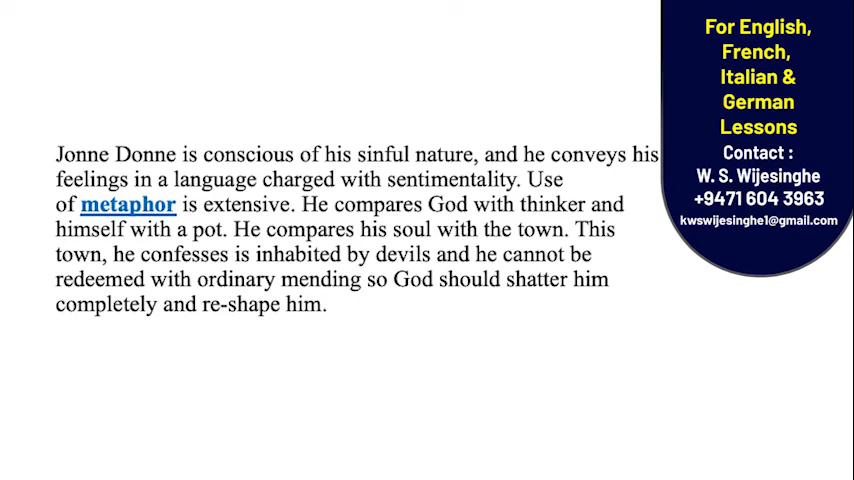 Jonne Donne is conscious of his sinful nature, and he conveys his
feelings in a language charged with sentimentality. Use
of metaphor is extensive. He compares God with thinker and
himself with a pot. He compares his soul with the town. This
town, he confesses is inhabited by devils and he cannot be
redeemed with ordinary mending so God should shatter him
completely and re-shape him.
For English,
French,
Italian &
German
Lessons
Contact :
W. S. Wijesinghe
+9471 604 3963
kwswijesinghe1@gmail.com